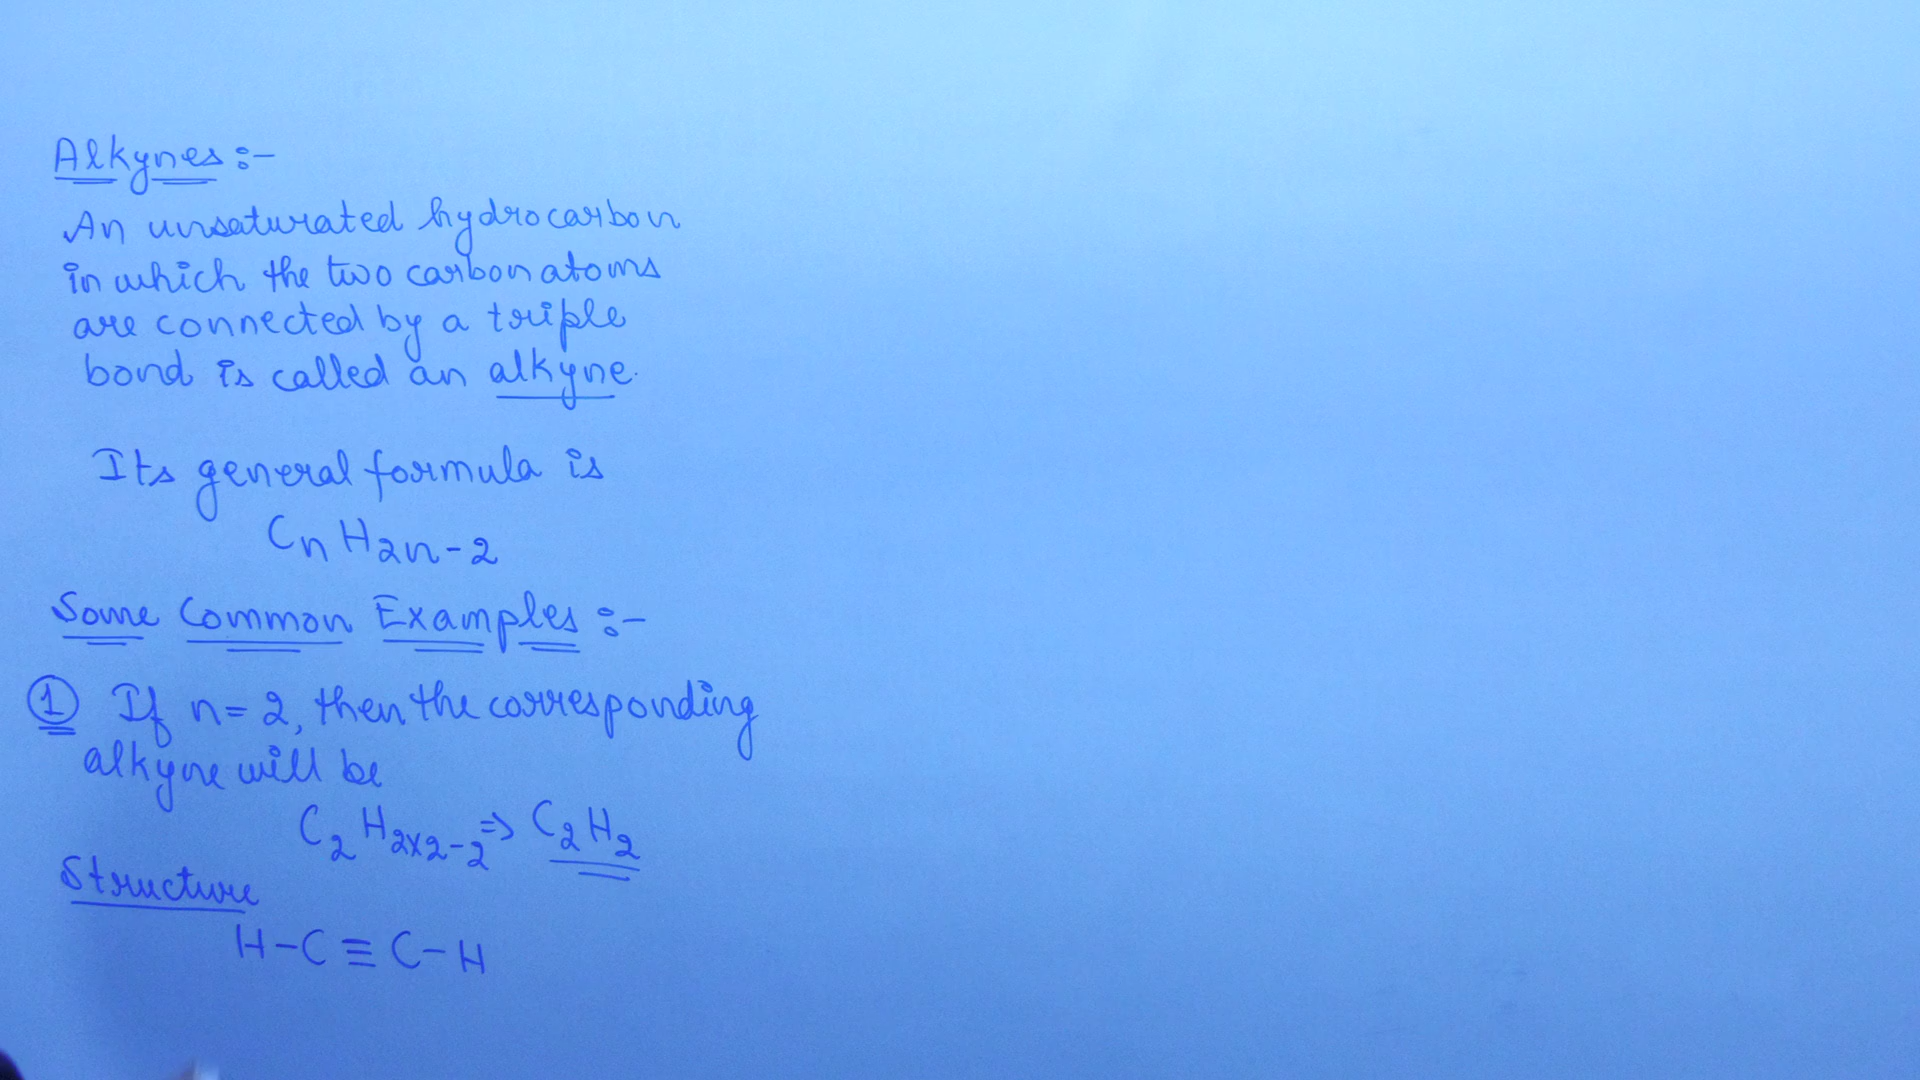 Alkynes :-
An unsaturated hydrocarbon
in which the two carbon atoms
are connected by a triple
bond is called an alkyne.
Its general formula is
CnH2n-2
Some Common Examples :-
① If n=2, then the corresponding
alkyne will be
C2H2x2-2 ⇒ C2H2
Structure
H-C≡C-H